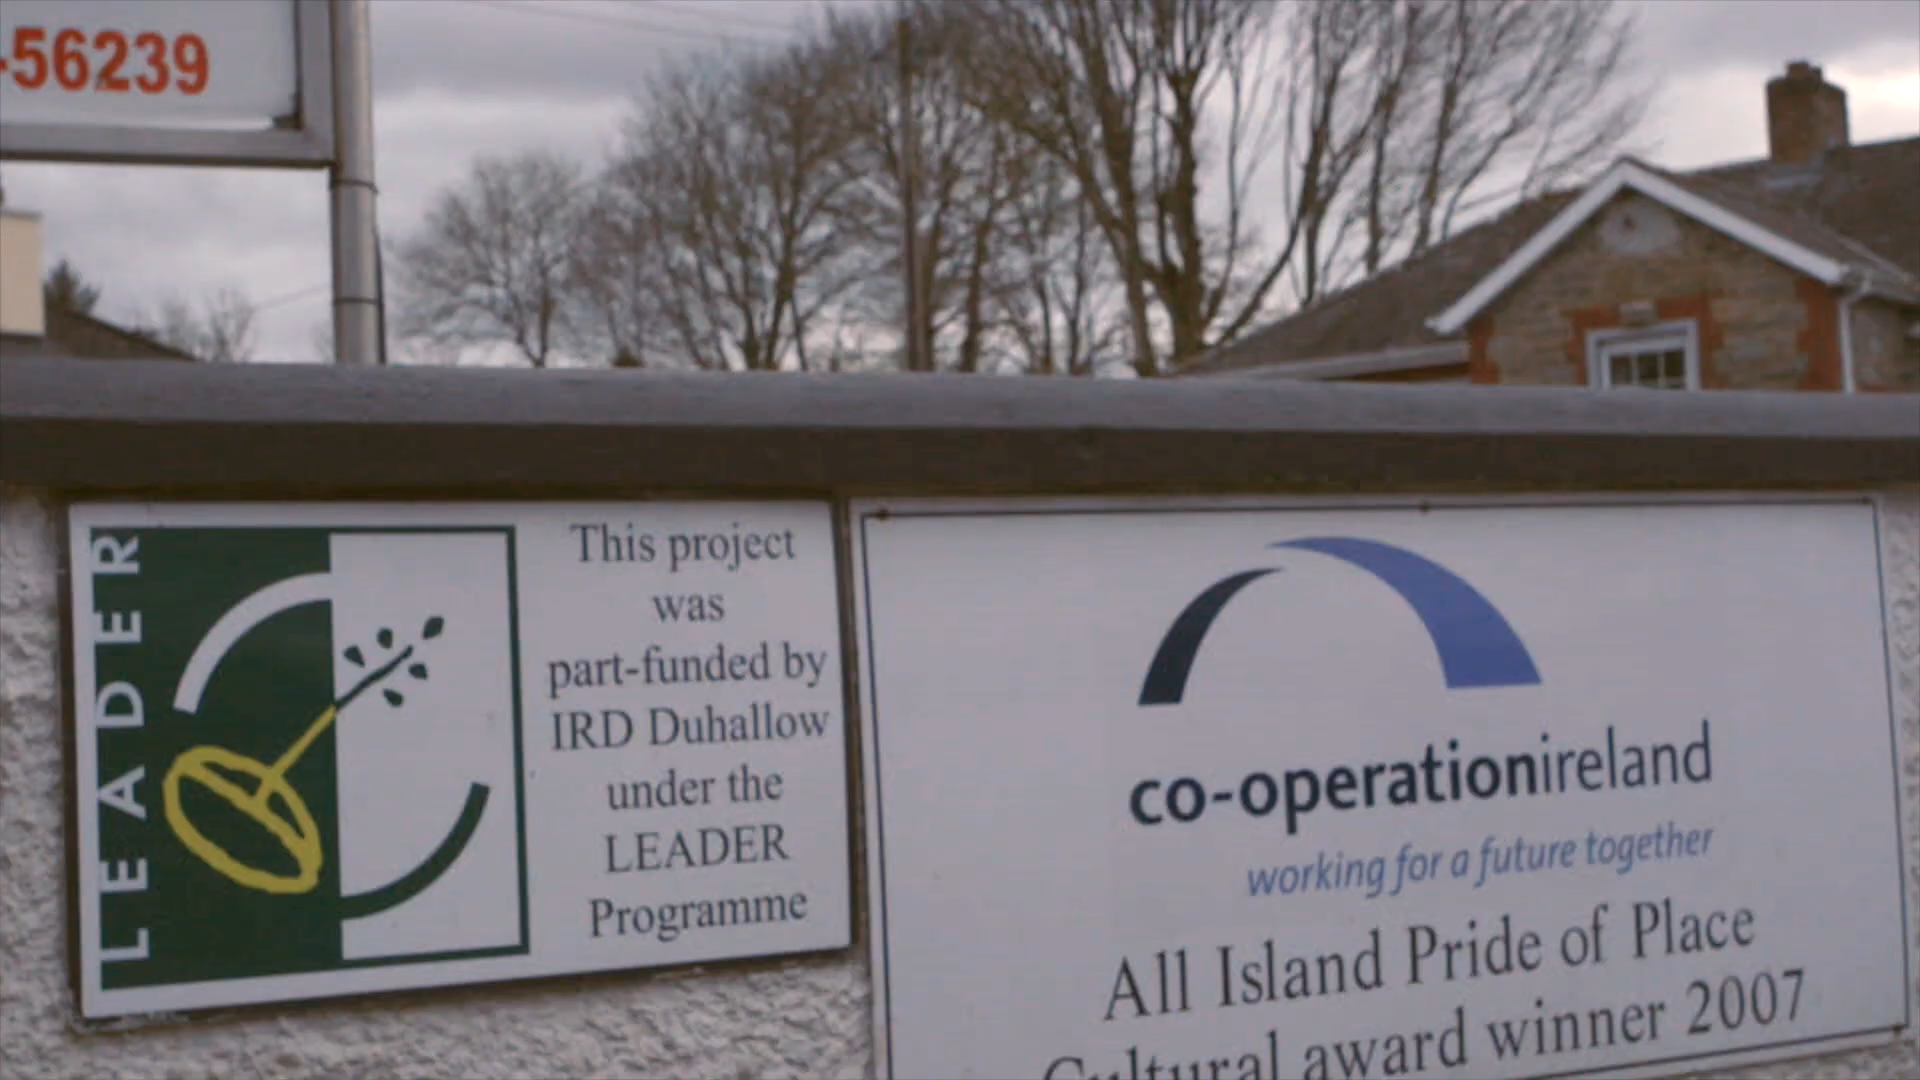 -56239
LEADER
This project
was
part-funded by
IRD Duhallow
under the
LEADER
Programme
co-operationireland
working for a future together
All Island Pride of Place
Cultural award winner 2007